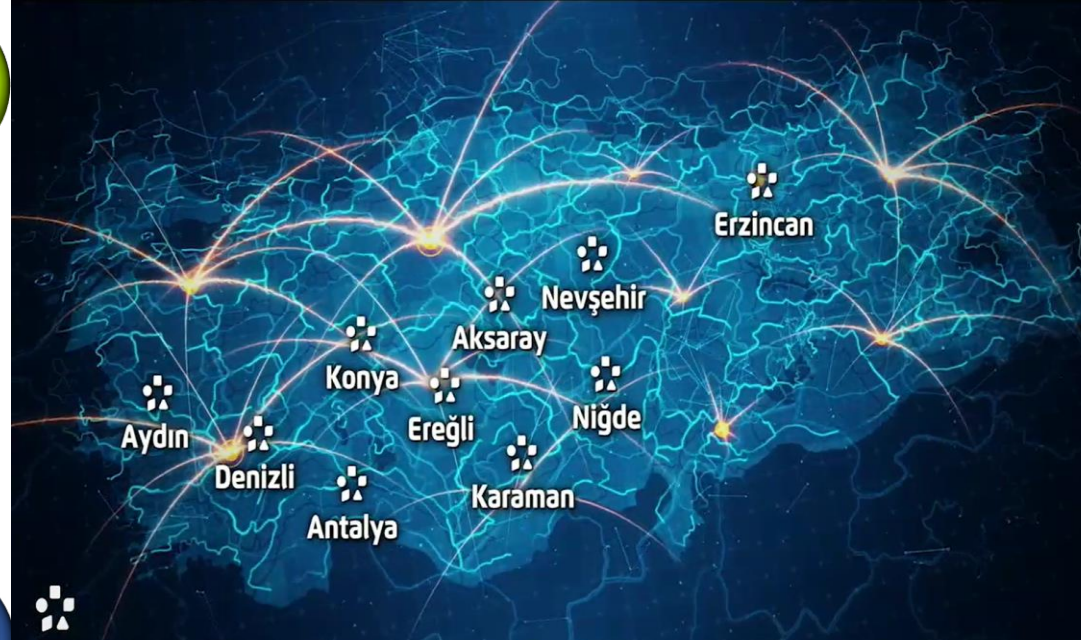 Erzincan
Nevşehir
Aksaray
Konya
Niğde
Ereğli
Aydın
Denizli
Karaman
Antalya